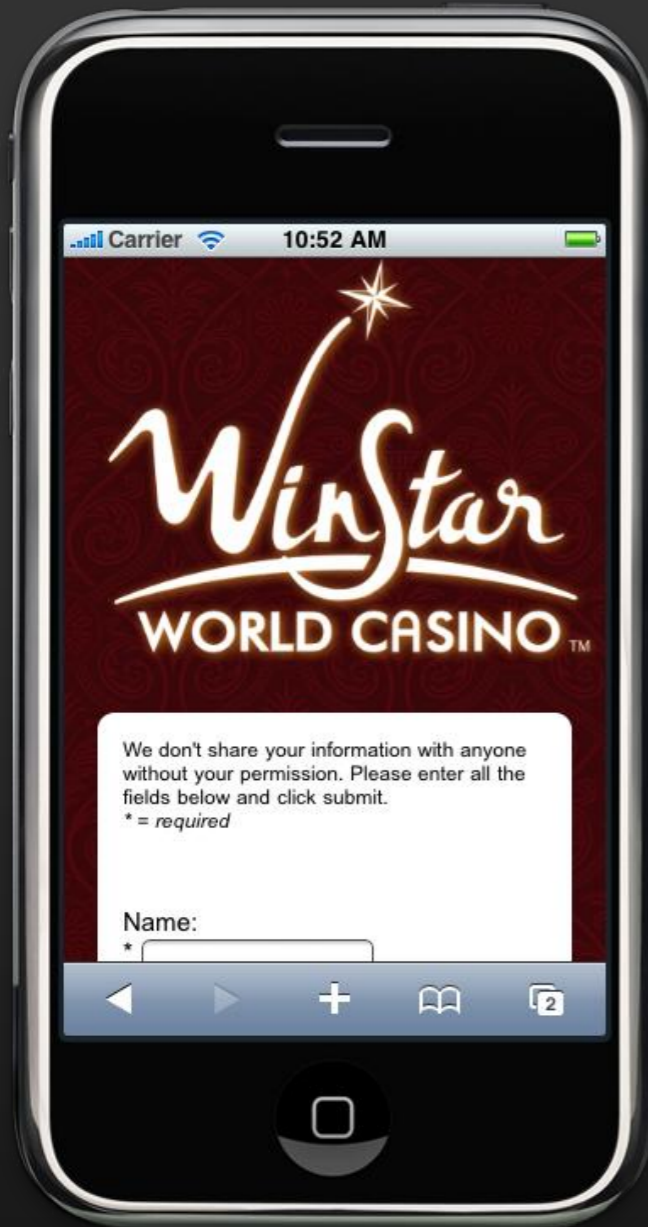 Carrier 10:52 AM
WinStar
WORLD CASINO TM
We don't share your information with anyone
without your permission. Please enter all the
fields below and click submit.
* = required
Name:
*
2